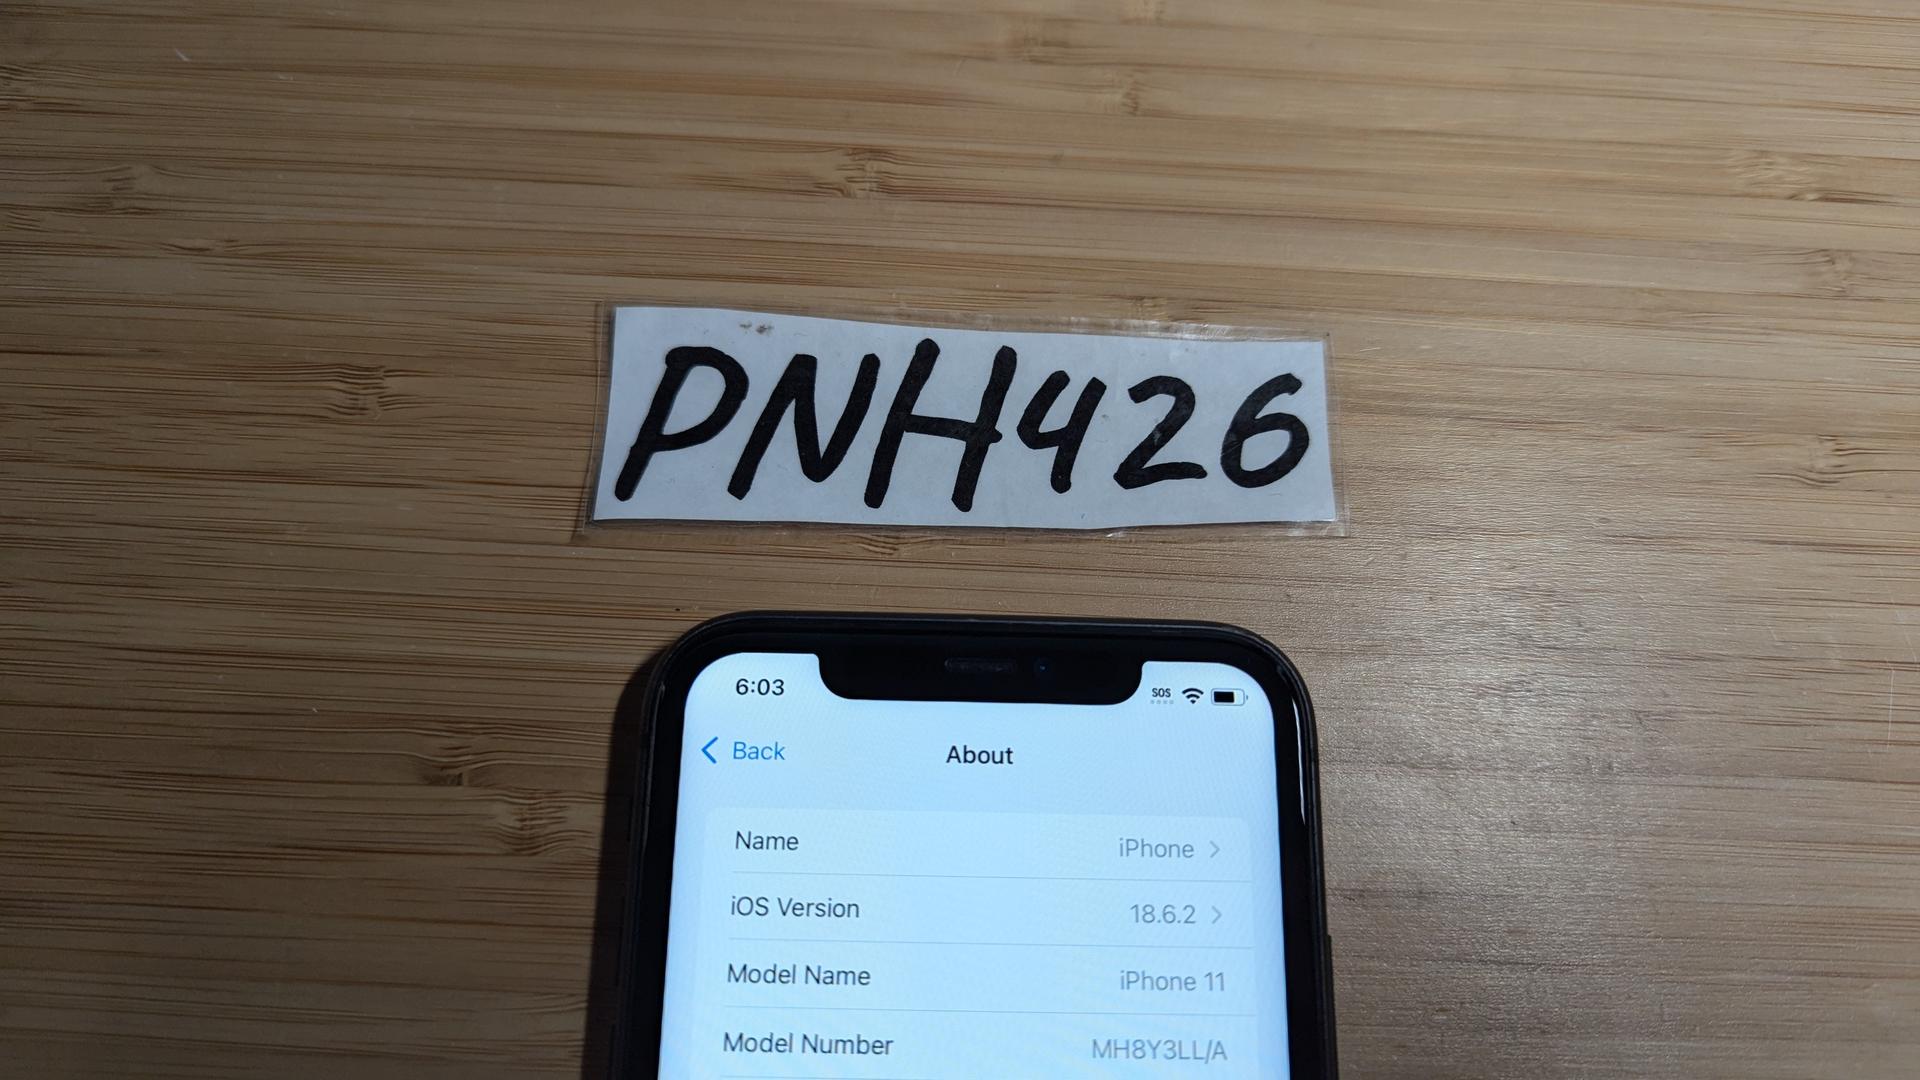 PNH426
6:03 SOS
Back About
Name iPhone
iOS Version 18.6.2
Model Name iPhone 11
Model Number MH8Y3LL/A